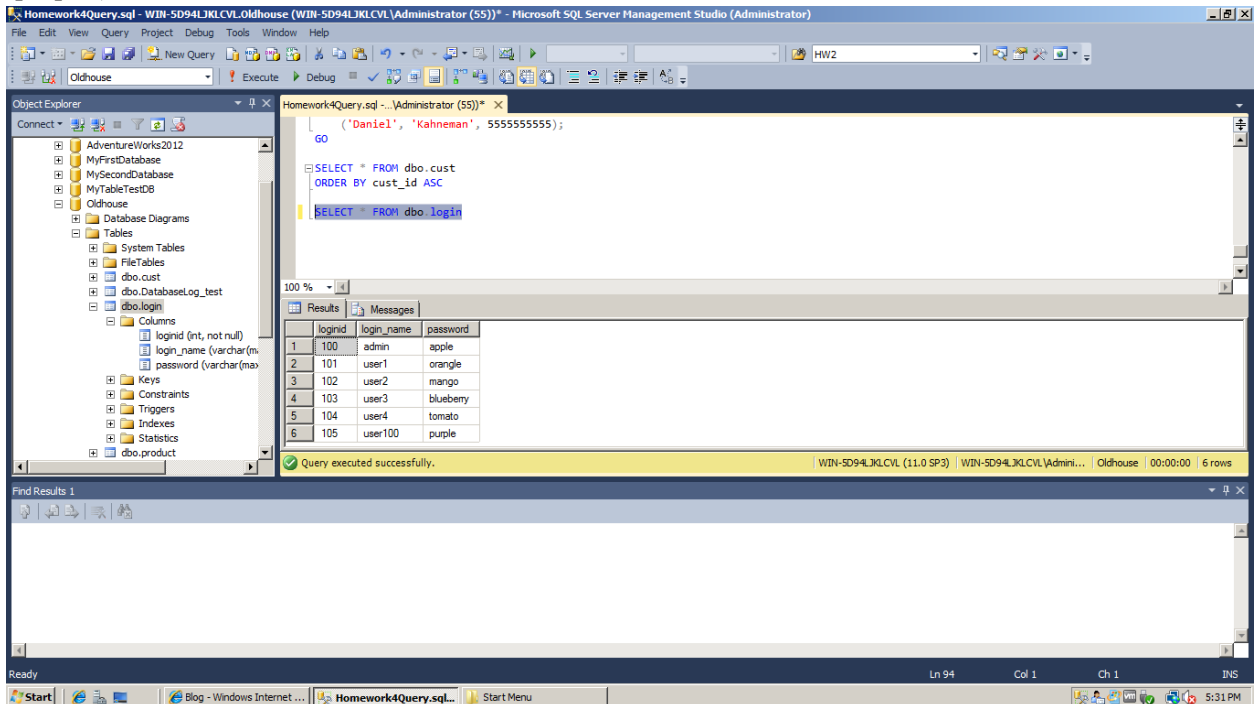 Homework4Query.sql - WIN-5D94LJKLCVL.Oldhouse (WIN-5D94LJKLCVL\Administrator (55))* - Microsoft SQL Server Management Studio (Administrator)
File Edit View Query Project Debug Tools Window Help
New Query HW2
Oldhouse Execute Debug
Object Explorer
Connect
AdventureWorks2012
MyFirstDatabase
MySecondDatabase
MyTableTestDB
Oldhouse
Database Diagrams
Tables
System Tables
FileTables
dbo.cust
dbo.DatabaseLog_test
dbo.login
Columns
loginid (int, not null)
login_name (varchar(m
password (varchar(max
Keys
Constraints
Triggers
Indexes
Statistics
dbo.product
Homework4Query.sql -...\Administrator (55))*
('Daniel', 'Kahneman', 5555555555);
GO
SELECT * FROM dbo.cust
ORDER BY cust_id ASC
SELECT * FROM dbo.login
100 %
Results Messages
loginid login_name password
1 100 admin apple
2 101 user1 orangle
3 102 user2 mango
4 103 user3 blueberry
5 104 user4 tomato
6 105 user100 purple
Query executed successfully. WIN-5D94LJKLCVL (11.0 SP3) WIN-5D94LJKLCVL\Admini... Oldhouse 00:00:00 6 rows
Find Results 1
Ready Ln 94 Col 1 Ch 1 INS
Start Blog - Windows Internet ... Homework4Query.sql... Start Menu 5:31 PM